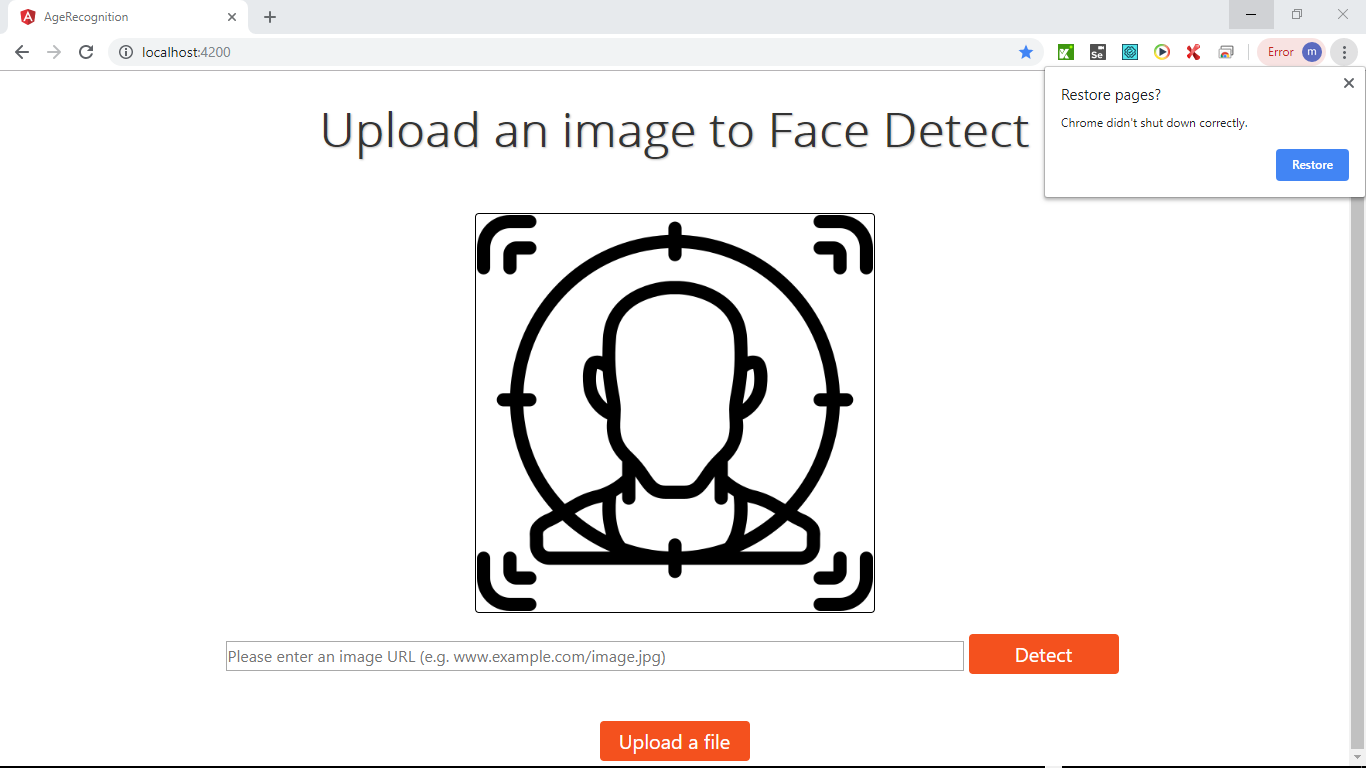 AgeRecognition
localhost:4200
Se
Error m
Restore pages?
Chrome didn't shut down correctly.
Restore
Upload an image to Face Detect
Please enter an image URL (e.g. www.example.com/image.jpg)
Detect
Upload a file